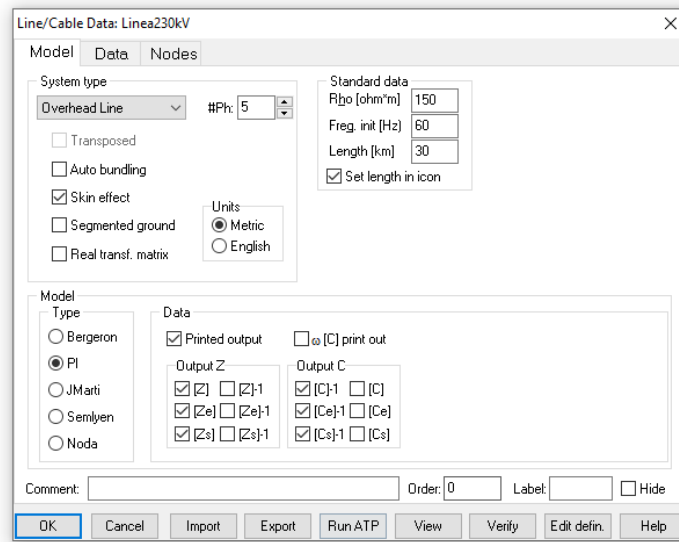 Line/Cable Data: Linea230kV
Model Data Nodes
System type
Overhead Line #Ph: 5
Transposed
Auto bundling
Skin effect
Segmented ground
Real transf. matrix
Units
Metric
English
Standard data
Rho [ohm*m] 150
Freq. init [Hz] 60
Length [km] 30
Set length in icon
Model
Type
Bergeron
PI
JMarti
Semlyen
Noda
Data
Printed output ω [C] print out
Output Z
[Z] [Z]-1
[Ze] [Ze]-1
[Zs] [Zs]-1
Output C
[C]-1 [C]
[Ce]-1 [Ce]
[Cs]-1 [Cs]
Comment: Order: 0 Label: Hide
OK Cancel Import Export Run ATP View Verify Edit defin. Help